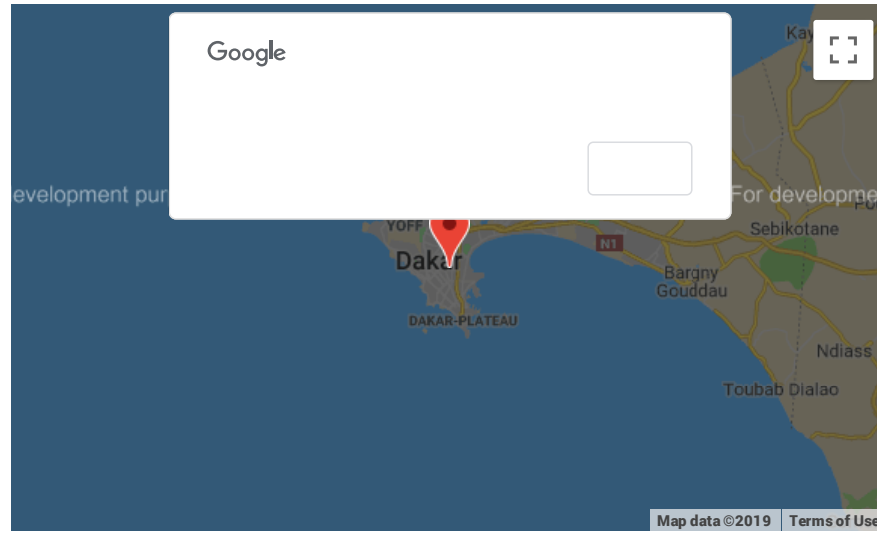 Google
Kay
evelopment pur
For developme
YOFF
Sebikotane
N1
Dakar
Bargny
Gouddau
DAKAR-PLATEAU
Ndiass
Toubab Dialao
Map data ©2019
Terms of Use